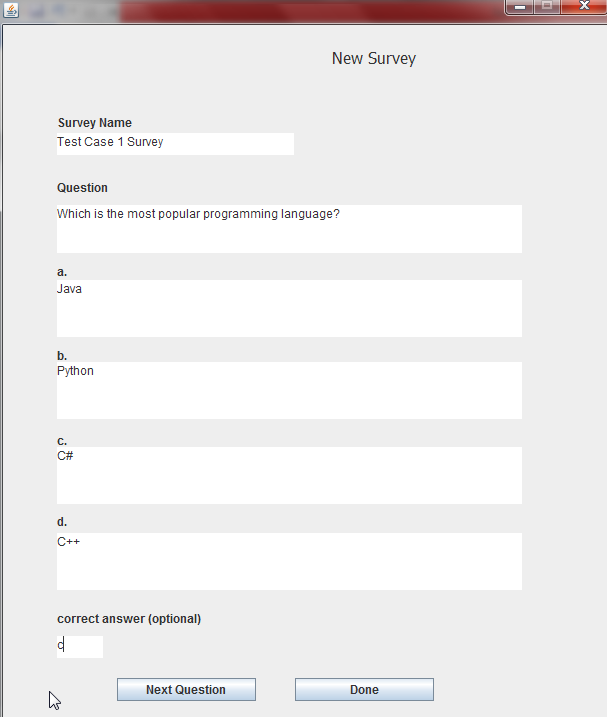 New Survey
Survey Name
Test Case 1 Survey
Question
Which is the most popular programming language?
a.
Java
b.
Python
c.
C#
d.
C++
correct answer (optional)
c
Next Question
Done